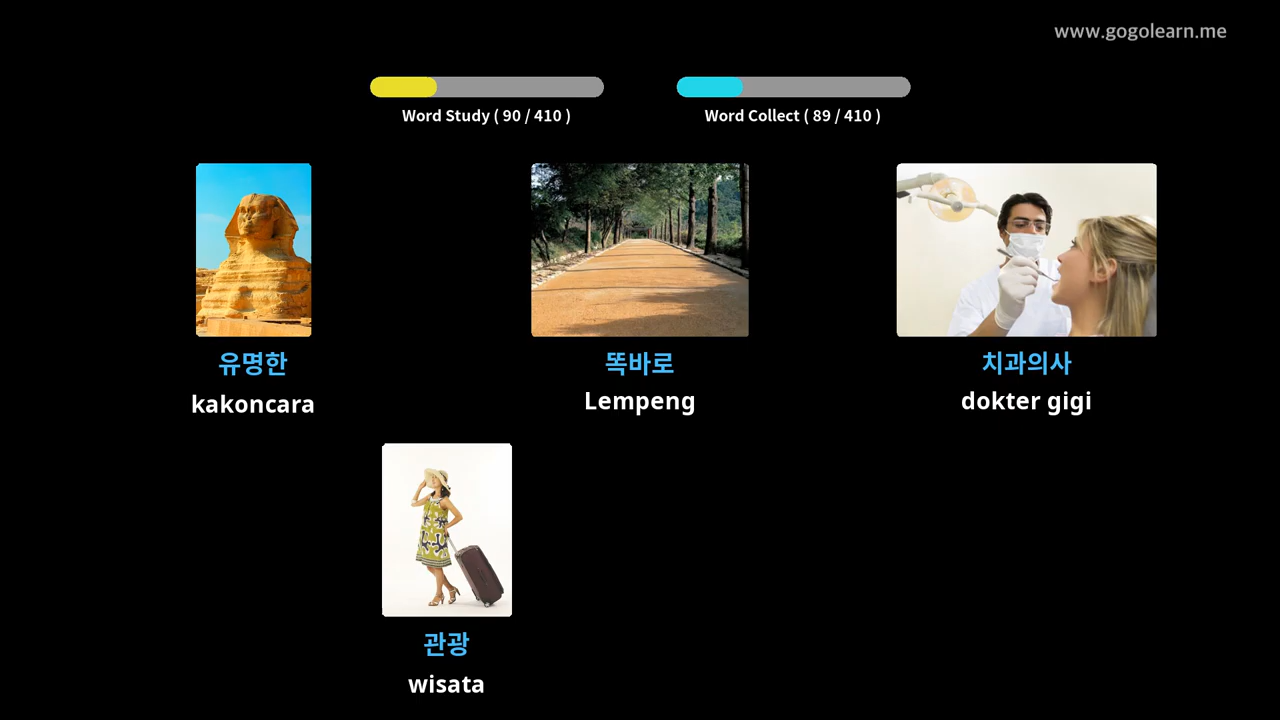 www.gogolearn.me
Word Study ( 90 / 410 )
Word Collect ( 89 / 410 )
유명한
kakoncara
똑바로
Lempeng
치과의사
dokter gigi
관광
wisata